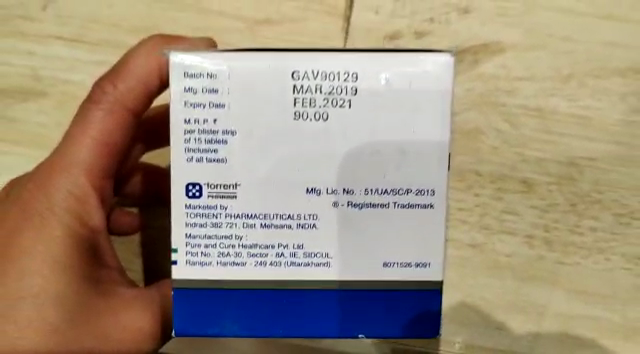 Batch No. : GAV90129
Mfg. Date : MAR.2019
Expiry Date : FEB.2021
M.R.P. ₹ 90.00
per blister strip
of 15 tablets
(Inclusive
of all taxes)
torrent
PHARMA
Mfg. Lic. No. : 51/UA/SC/P-2013
® - Registered Trademark
Marketed by :
TORRENT PHARMACEUTICALS LTD.
Indrad-382 721, Dist. Mehsana, INDIA.
Manufactured by :
Pure and Cure Healthcare Pvt. Ltd.
Plot No.: 26A-30, Sector - 8A, IIE, SIDCUL,
Ranipur, Haridwar - 249 403 (Uttarakhand).
8071526-9091